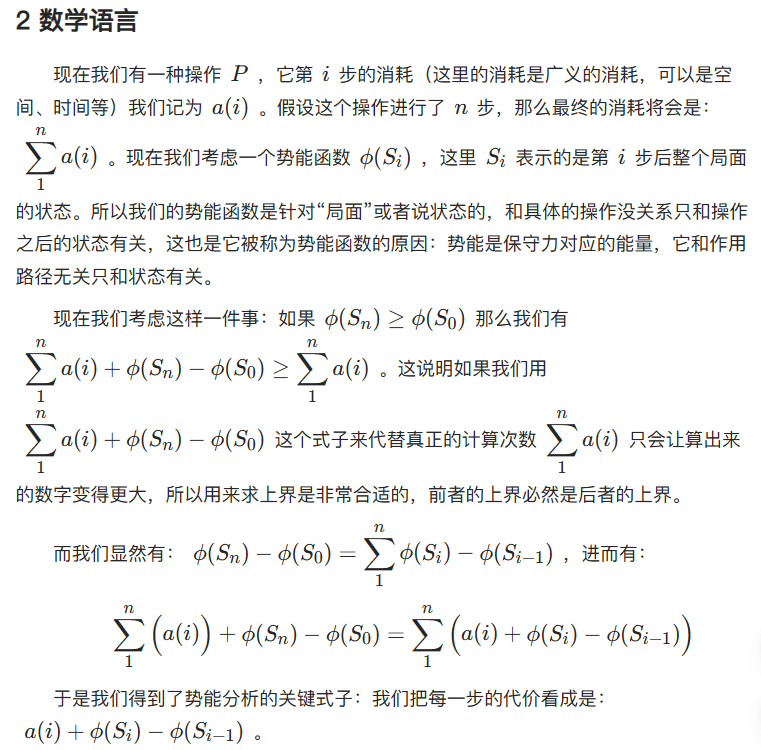 2 数学语言
现在我们有一种操作 P ，它第 i 步的消耗（这里的消耗是广义的消耗，可以是空
间、时间等）我们记为 a(i) 。假设这个操作进行了 n 步，那么最终的消耗将会是：
\sum_{1}^{n} a(i) 。现在我们考虑一个势能函数 \phi(S_i) ，这里 S_i 表示的是第 i 步后整个局面
的状态。所以我们的势能函数是针对“局面”或者说状态的，和具体的操作没关系只和操作
之后的状态有关，这也是它被称为势能函数的原因：势能是保守力对应的能量，它和作用
路径无关只和状态有关。
现在我们考虑这样一件事：如果 \phi(S_n) \geq \phi(S_0) 那么我们有
\sum_{1}^{n} a(i) + \phi(S_n) - \phi(S_0) \geq \sum_{1}^{n} a(i) 。这说明如果我们用
\sum_{1}^{n} a(i) + \phi(S_n) - \phi(S_0) 这个式子来代替真正的计算次数 \sum_{1}^{n} a(i) 只会让算出来
的数字变得更大，所以用来求上界是非常合适的，前者的上界必然是后者的上界。
而我们显然有： \phi(S_n) - \phi(S_0) = \sum_{1}^{n} \phi(S_i) - \phi(S_{i-1}) ，进而有：
\sum_{1}^{n} \Big( a(i) \Big) + \phi(S_n) - \phi(S_0) = \sum_{1}^{n} \Big( a(i) + \phi(S_i) - \phi(S_{i-1}) \Big)
于是我们得到了势能分析的关键式子：我们把每一步的代价看成是：
a(i) + \phi(S_i) - \phi(S_{i-1}) 。